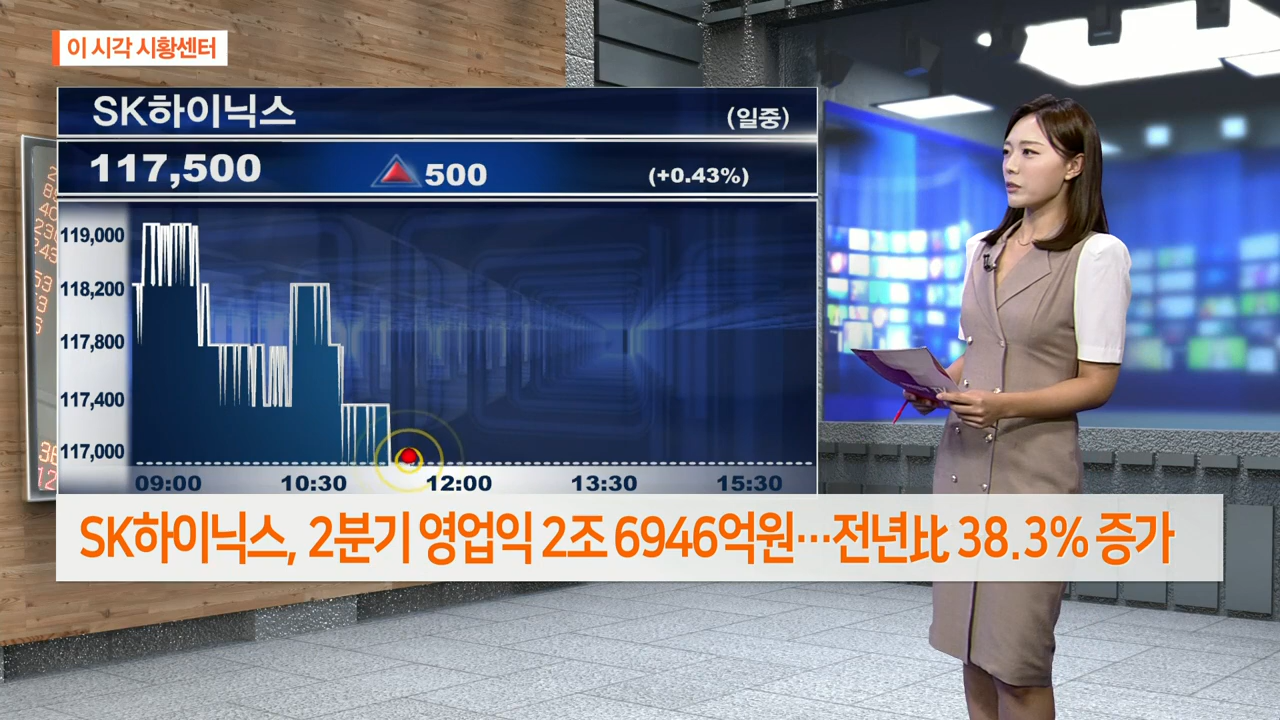 이 시각 시황센터
SK하이닉스 (일중)
117,500 ▲ 500 (+0.43%)
119,000
118,200
117,800
117,400
117,000
09:00 10:30 12:00 13:30 15:30
SK하이닉스, 2분기 영업익 2조 6946억원…전년比 38.3% 증가